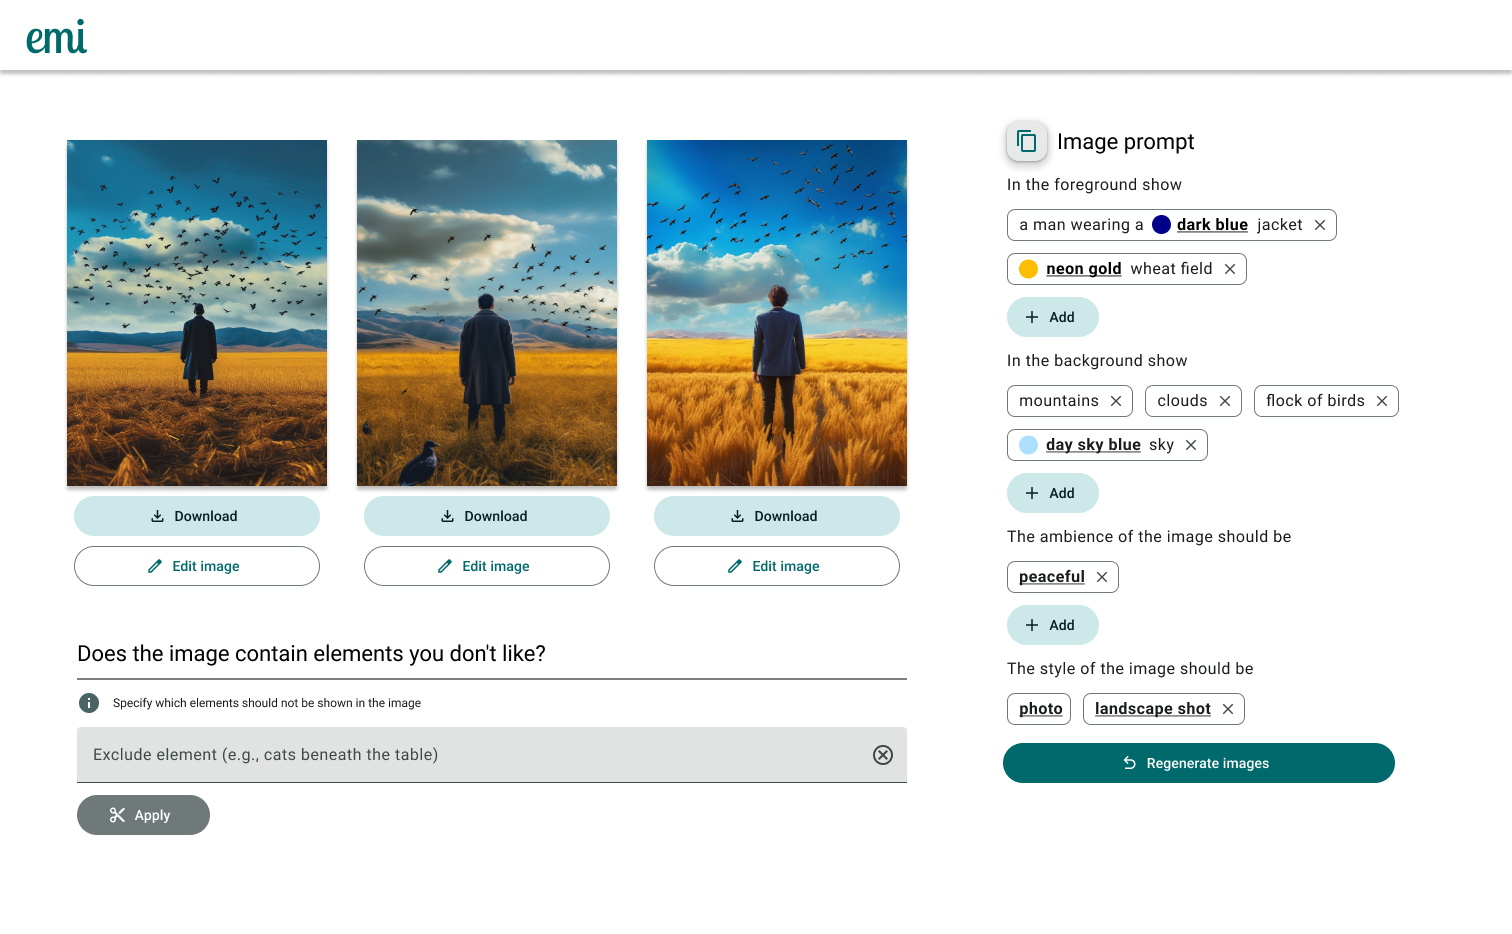 emi
Download
Download
Download
Edit image
Edit image
Edit image
Does the image contain elements you don't like?
Specify which elements should not be shown in the image
Exclude element (e.g., cats beneath the table)
Apply
Image prompt
In the foreground show
a man wearing a dark blue jacket
neon gold wheat field
Add
In the background show
mountains
clouds
flock of birds
day sky blue sky
Add
The ambience of the image should be
peaceful
Add
The style of the image should be
photo
landscape shot
Regenerate images